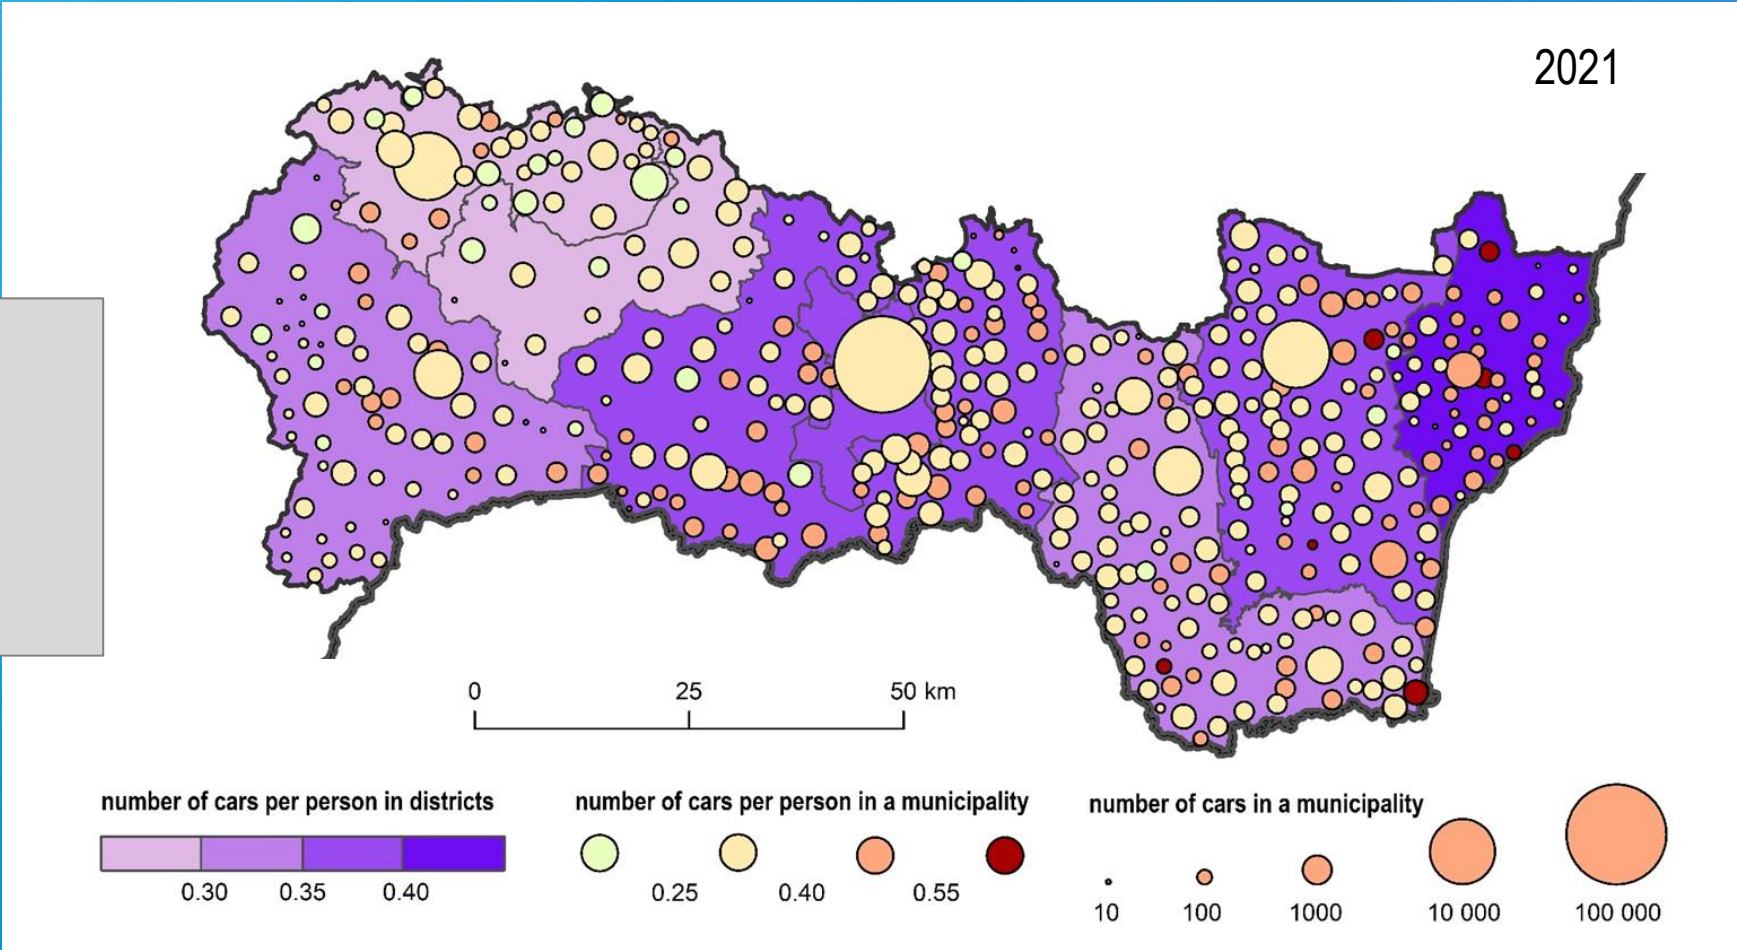 2021
0 25 50 km
number of cars per person in districts
0.30 0.35 0.40
number of cars per person in a municipality
0.25 0.40 0.55
number of cars in a municipality
10 100 1000 10 000 100 000